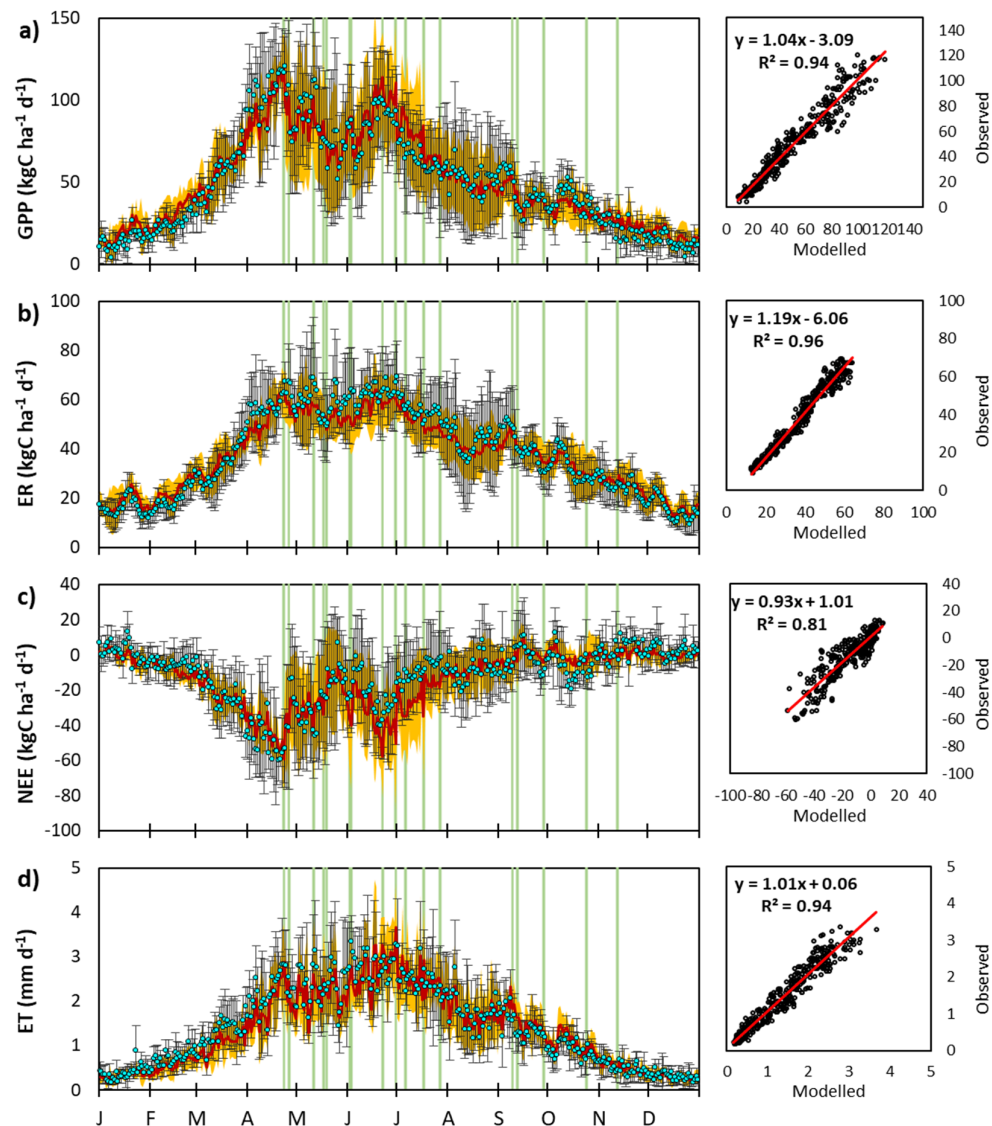 a)
GPP (kgC ha⁻¹ d⁻¹)
150
100
50
0
y = 1.04x - 3.09
R² = 0.94
140
120
100
80
60
40
20
0
Observed
0 20 40 60 80 100 120 140
Modelled
b)
ER (kgC ha⁻¹ d⁻¹)
100
80
60
40
20
0
y = 1.19x - 6.06
R² = 0.96
100
80
60
40
20
0
Observed
0 20 40 60 80 100
Modelled
c)
NEE (kgC ha⁻¹ d⁻¹)
40
20
0
-20
-40
-60
-80
-100
y = 0.93x + 1.01
R² = 0.81
40
20
0
-20
-40
-60
-80
-100
Observed
-100 -80 -60 -40 -20 0 20 40
Modelled
d)
ET (mm d⁻¹)
5
4
3
2
1
0
J F M A M J J A S O N D
y = 1.01x + 0.06
R² = 0.94
5
4
3
2
1
0
Observed
0 1 2 3 4 5
Modelled